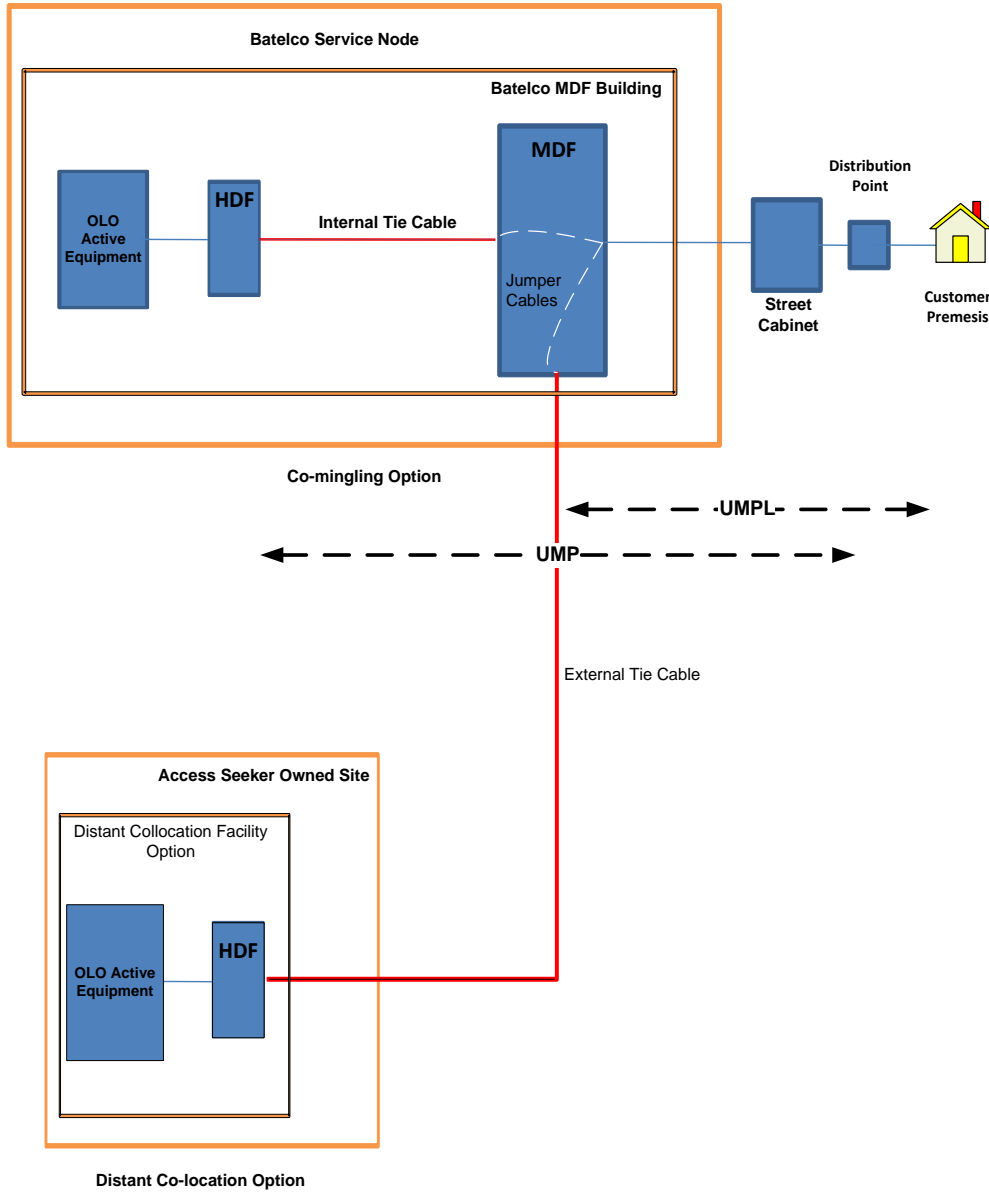 Batelco Service Node
Batelco MDF Building
MDF
HDF
OLO
Active
Equipment
Internal Tie Cable
Jumper
Cables
Distribution
Point
Street
Cabinet
Customer
Premesis
Co-mingling Option
UMPL
UMP
External Tie Cable
Access Seeker Owned Site
Distant Collocation Facility
Option
HDF
OLO Active
Equipment
Distant Co-location Option